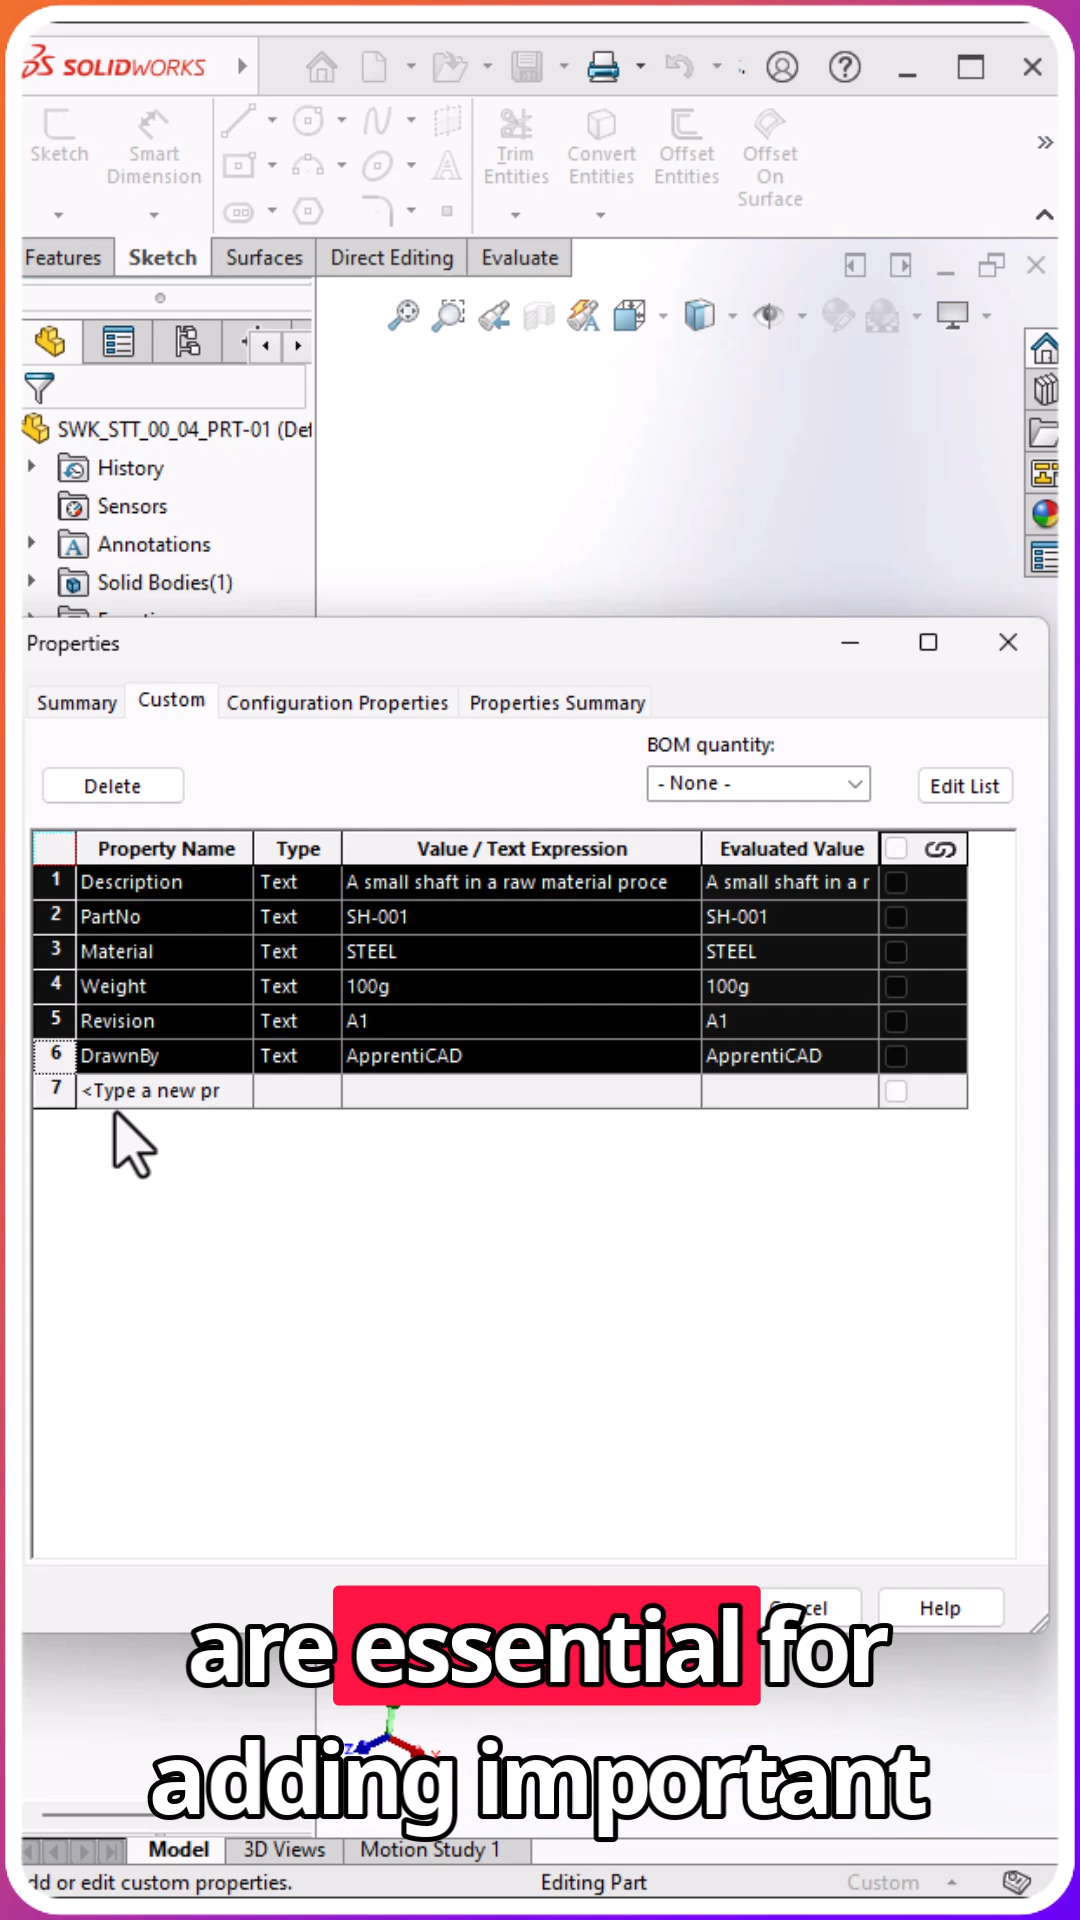 SOLIDWORKS
Sketch
Smart Dimension
Trim Entities
Convert Entities
Offset Entities
Offset On Surface
Features Sketch Surfaces Direct Editing Evaluate
SWK_STT_00_04_PRT-01 (Def
History
Sensors
Annotations
Solid Bodies(1)
Properties
Summary Custom Configuration Properties Properties Summary
BOM quantity:
Delete - None - Edit List
Property Name Type Value / Text Expression Evaluated Value
1 Description Text A small shaft in a raw material proce A small shaft in a r
2 PartNo Text SH-001 SH-001
3 Material Text STEEL STEEL
4 Weight Text 100g 100g
5 Revision Text A1 A1
6 DrawnBy Text ApprentiCAD ApprentiCAD
7 <Type a new pr
Help
are essential for
adding important
Model 3D Views Motion Study 1
dd or edit custom properties. Editing Part Custom